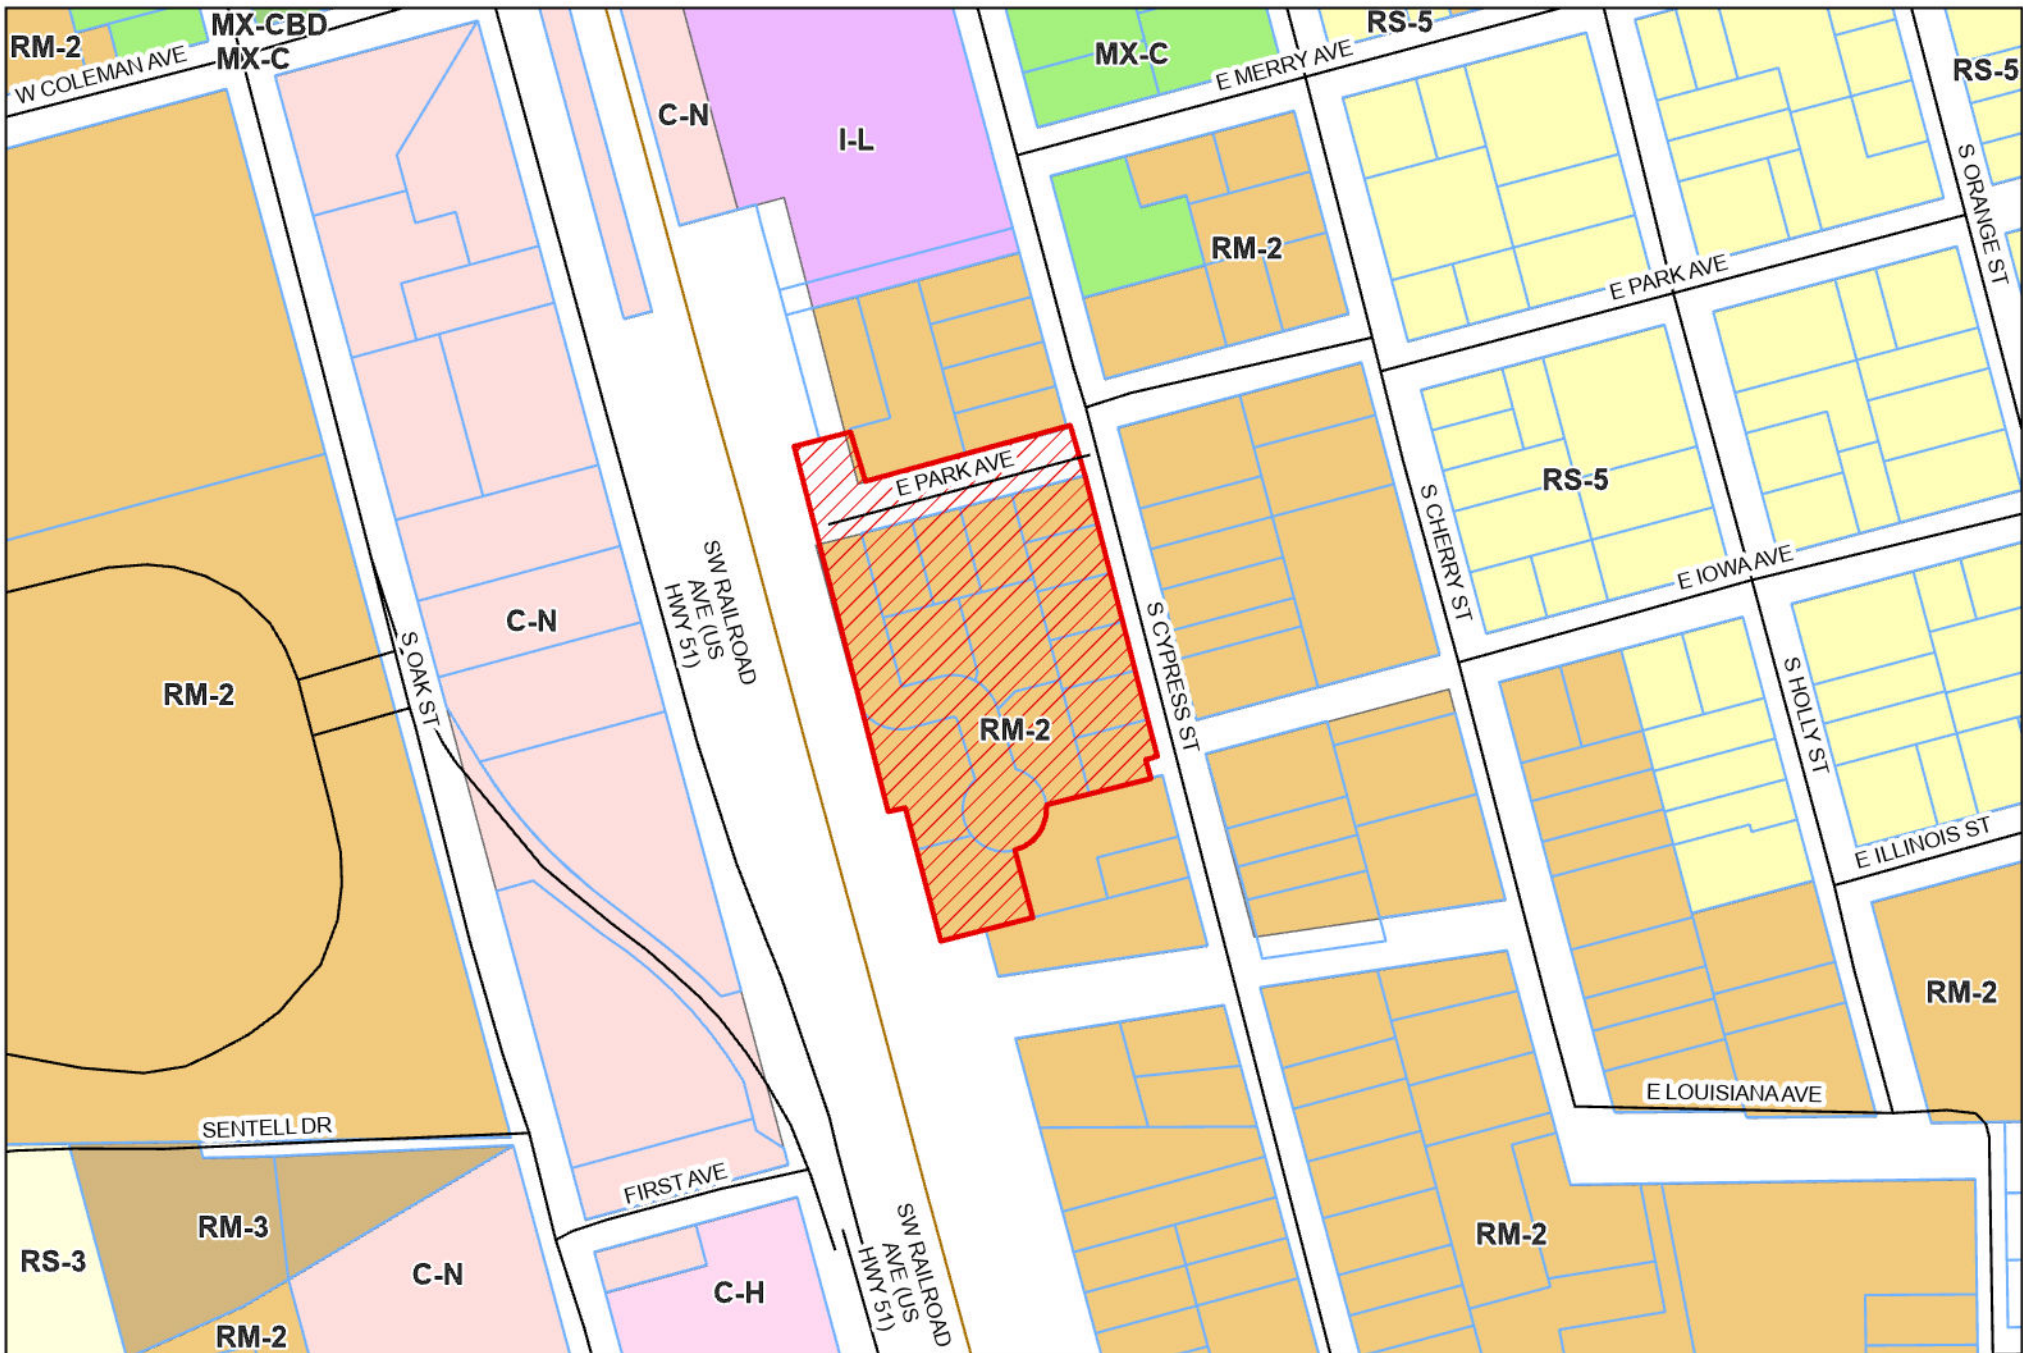 MX-CBD
RS-5
RM-2
MX-C
W COLEMAN AVE
MX-C
E MERRY AVE
RS-5
C-N
I-L
S ORANGE ST
RM-2
E PARK AVE
E PARK AVE
RS-5
S CHERRY ST
SW RAILROAD
AVE (US
HWY 51)
E IOWA AVE
C-N
S OAK ST
RM-2
S CYPRESS ST
S HOLLY ST
RM-2
E ILLINOIS ST
RM-2
E LOUISIANA AVE
SENTELL DR
FIRST AVE
RM-3
RM-2
RS-3
C-N
C-H
SW RAILROAD
AVE (US
HWY 51)
RM-2